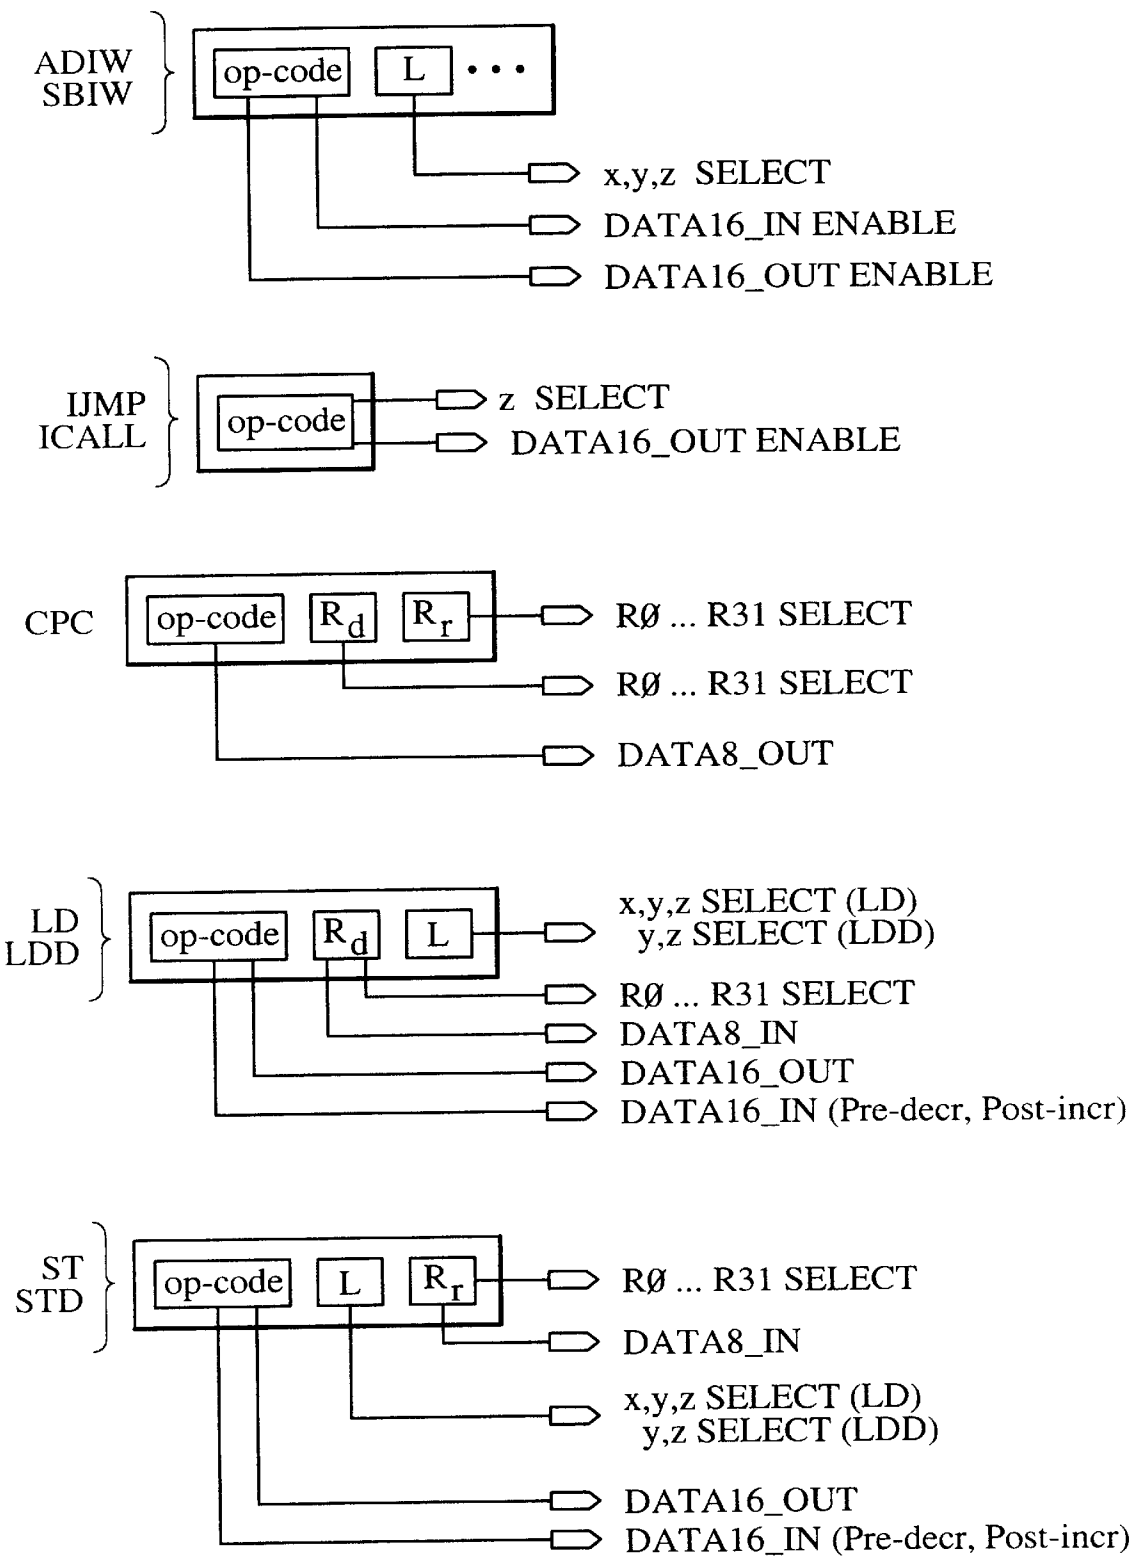 ADIW
SBIW
op-code L • • •
x,y,z SELECT
DATA16_IN ENABLE
DATA16_OUT ENABLE
IJMP
ICALL
op-code
z SELECT
DATA16_OUT ENABLE
CPC
op-code Rd Rr
RØ ... R31 SELECT
RØ ... R31 SELECT
DATA8_OUT
LD
LDD
op-code Rd L
x,y,z SELECT (LD)
y,z SELECT (LDD)
RØ ... R31 SELECT
DATA8_IN
DATA16_OUT
DATA16_IN (Pre-decr, Post-incr)
ST
STD
op-code L Rr
RØ ... R31 SELECT
DATA8_IN
x,y,z SELECT (LD)
y,z SELECT (LDD)
DATA16_OUT
DATA16_IN (Pre-decr, Post-incr)